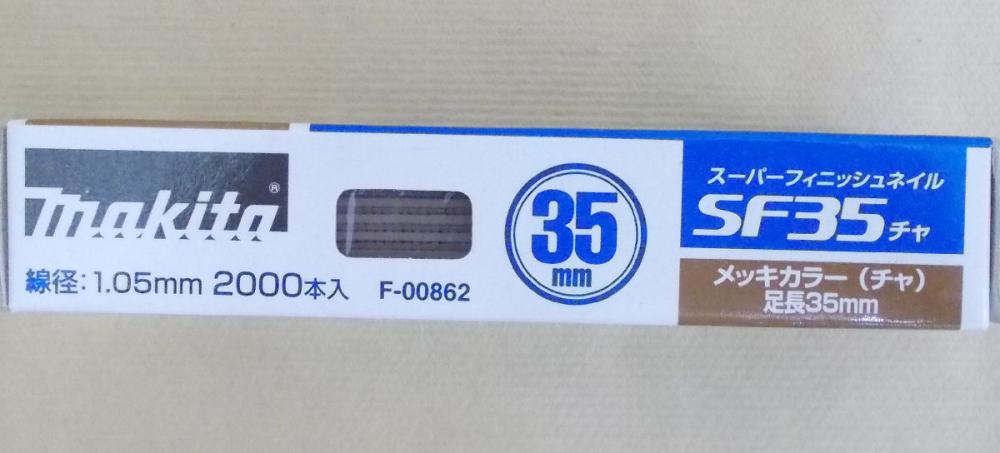 makita®
線径:1.05mm 2000本入 F-00862
35
mm
スーパーフィニッシュネイル
SF35チャ
メッキカラー(チャ)
足長35mm